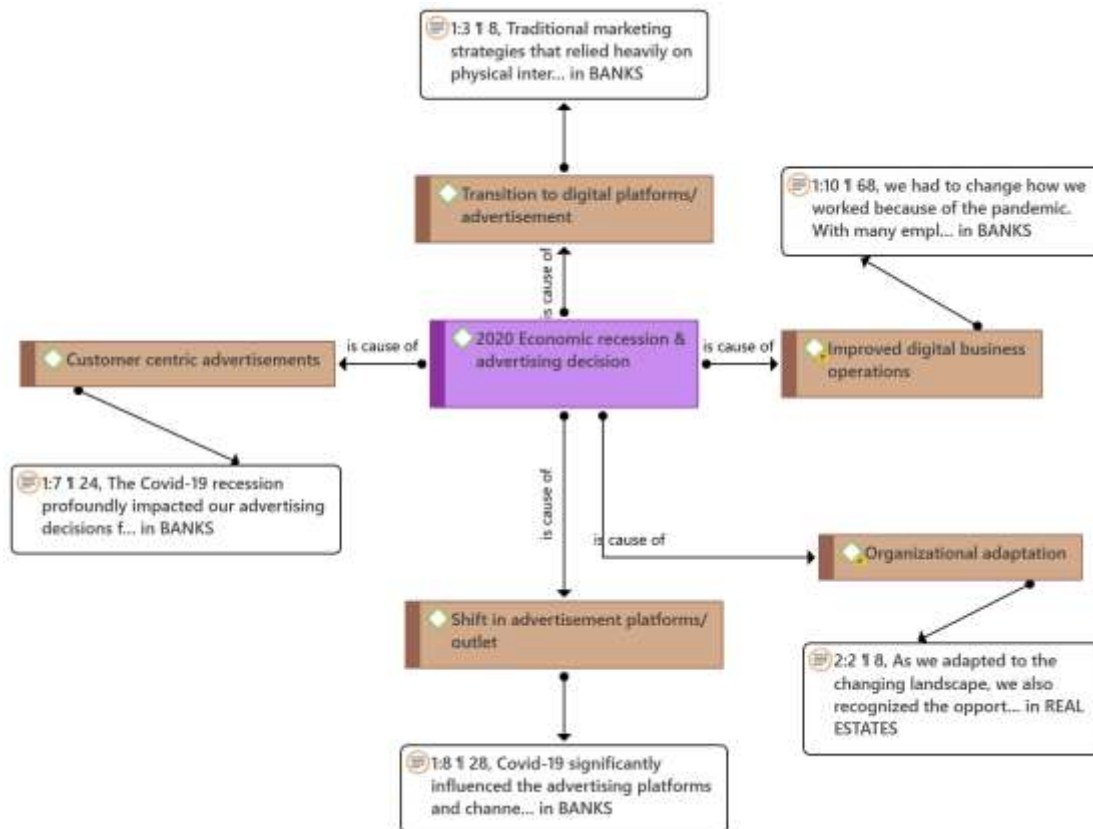 1:3 ¶ 8, Traditional marketing
strategies that relied heavily on
physical inter... in BANKS
Transition to digital platforms/
advertisement
1:10 ¶ 68, we had to change how we
worked because of the pandemic.
With many empl... in BANKS
is cause of
2020 Economic recession &
advertising decision
is cause of
Customer centric advertisements
is cause of
Improved digital business
operations
1:7 ¶ 24, The Covid-19 recession
profoundly impacted our advertising
decisions f... in BANKS
is cause of
is cause of
Organizational adaptation
Shift in advertisement platforms/
outlet
2:2 ¶ 8, As we adapted to the
changing landscape, we also
recognized the opport... in REAL
ESTATES
1:8 ¶ 28, Covid-19 significantly
influenced the advertising platforms
and channe... in BANKS